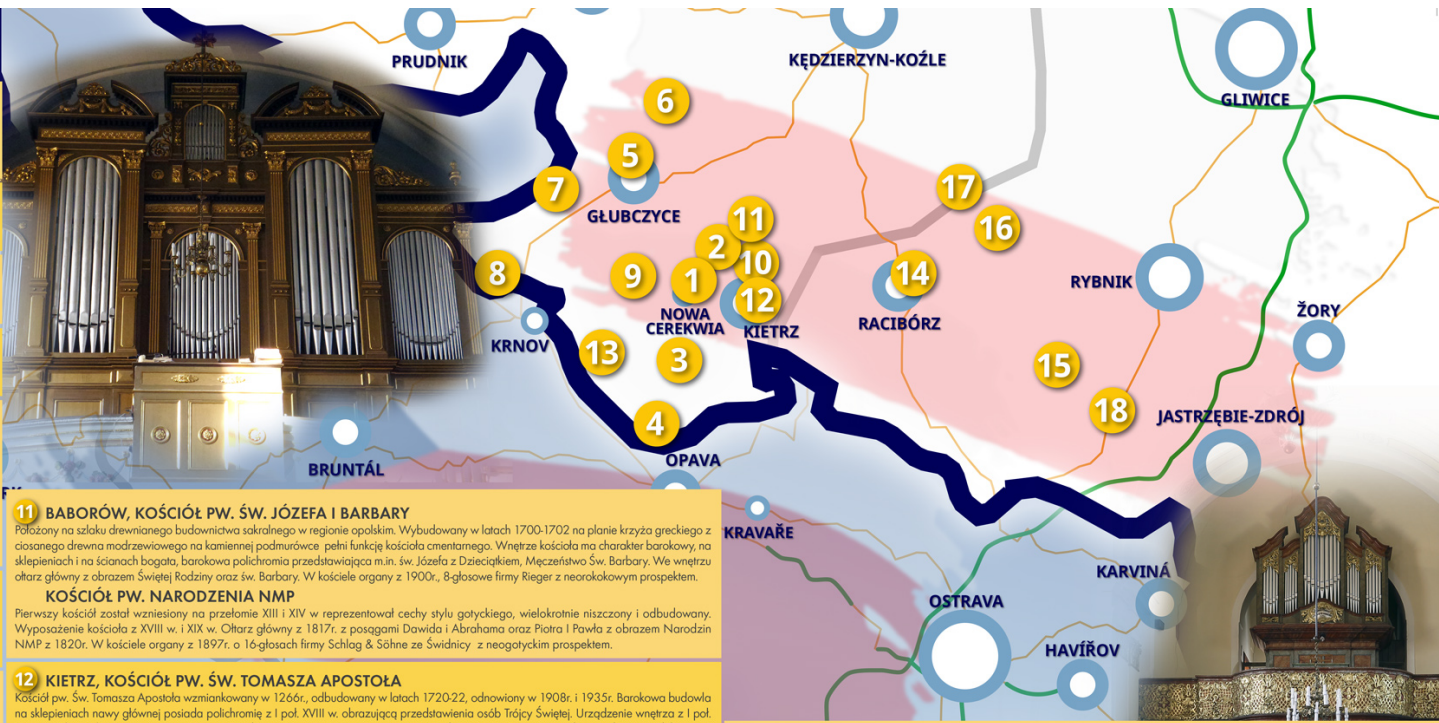 PRUDNIK
KĘDZIERZYN-KOŹLE
GLIWICE
6
5
7
GŁUBCZYCE
17
11
16
2
10
8
9
1
14
12
RYBNIK
NOWA
CEREKWIA
KIETRZ
RACIBÓRZ
ŻORY
KRNOV
13
3
15
18
JASTRZĘBIE-ZDRÓJ
4
BRUNTÁL
OPAVA
KRAVAŘE
KARVINÁ
OSTRAVA
HAVÍŘOV
11 BABORÓW, KOŚCIÓŁ PW. ŚW. JÓZEFA I BARBARY
Położony na szlaku drewnianego budownictwa sakralnego w regionie opolskim. Wybudowany w latach 1700-1702 na planie krzyża greckiego z
ciosanego drewna modrzewiowego na kamiennej podmurówce pełni funkcję kościoła cmentarnego. Wnętrze kościoła ma charakter barokowy, na
sklepieniach i na ścianach bogata, barokowa polichromia przedstawiająca m.in. św. Józefa z Dzieciątkiem, Męczeństwo Św. Barbary. We wnętrzu
ołtarz główny z obrazem Świętej Rodziny oraz św. Barbary. W kościele organy z 1900r., 8-głosowe firmy Rieger z neorokokowym prospektem.
KOŚCIÓŁ PW. NARODZENIA NMP
Pierwszy kościół został wzniesiony na przełomie XIII i XIV w reprezentował cechy stylu gotyckiego, wielokrotnie niszczony i odbudowany.
Wyposażenie kościoła z XVIII w. i XIX w. Ołtarz główny z 1817r. z posągami Dawida i Abrahama oraz Piotra I Pawła z obrazem Narodzin
NMP z 1820r. W kościele organy z 1897r. o 16-głosach firmy Schlag & Söhne ze Świdnicy z neogotyckim prospektem.
12 KIETRZ, KOŚCIÓŁ PW. ŚW. TOMASZA APOSTOŁA
Kościół pw. Św. Tomasza Apostoła wzmiankowany w 1266r., odbudowany w latach 1720-22, odnowiony w 1908r. i 1935r. Barokowa budowla
na sklepieniach nawy głównej posiada polichromię z I poł. XVIII w. obrazującą przedstawienia osób Trójcy Świętej. Urządzenie wnętrza z I poł.